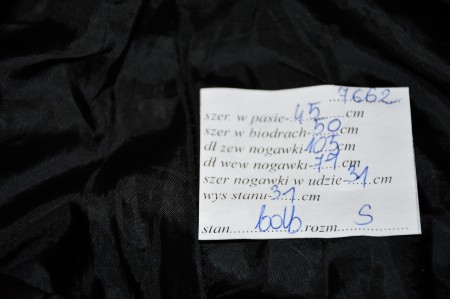 ...7662...
szer. w pasie-..45......cm
szer w biodrach-..50..cm
dł zew nogawki-105.cm
dł wew nogawki-.79...cm
szer nogawki w udzie-.31..cm
wys stanu-.31.cm
stan......bdb......rozm......S......